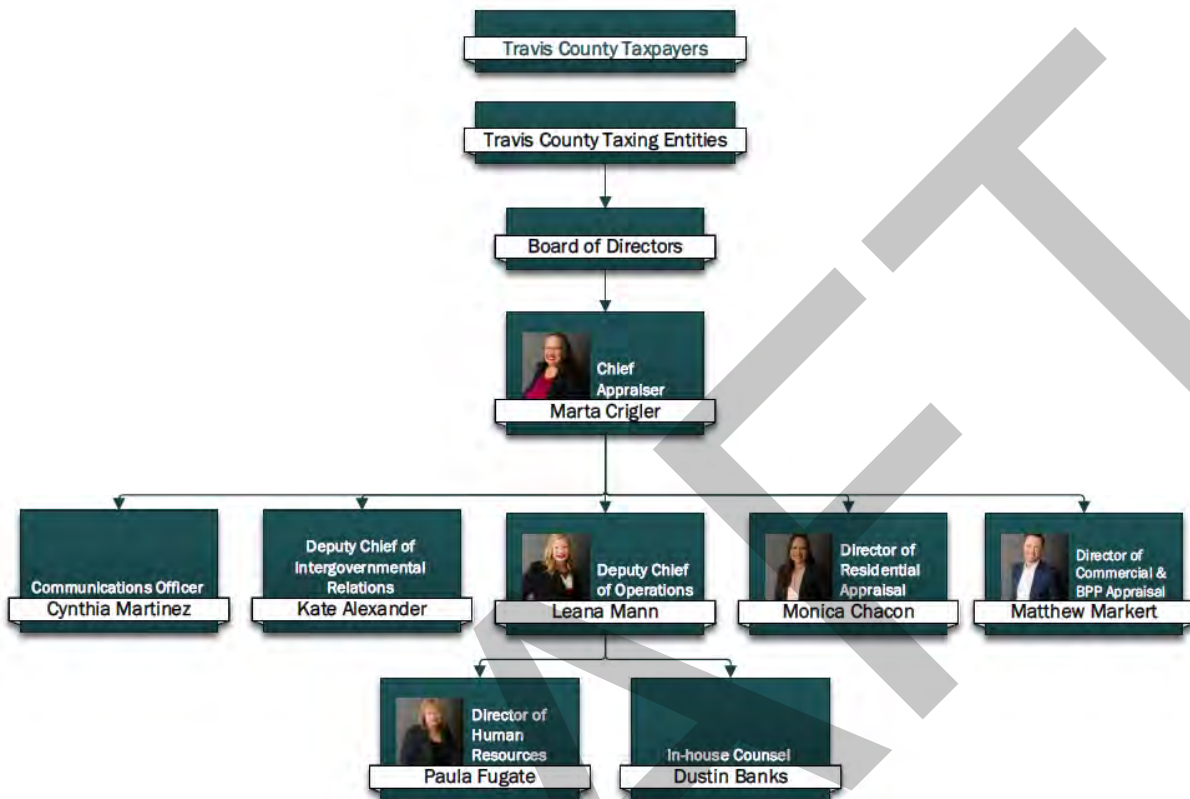 Travis County Taxpayers
Travis County Taxing Entities
Board of Directors
Chief
Appraiser
Marta Crigler
Communications Officer
Cynthia Martinez
Deputy Chief of
Intergovernmental
Relations
Kate Alexander
Deputy Chief
of Operations
Leana Mann
Director of
Residential
Appraisal
Monica Chacon
Director of
Commercial &
BPP Appraisal
Matthew Markert
Director of
Human
Resources
Paula Fugate
In-house Counsel
Dustin Banks